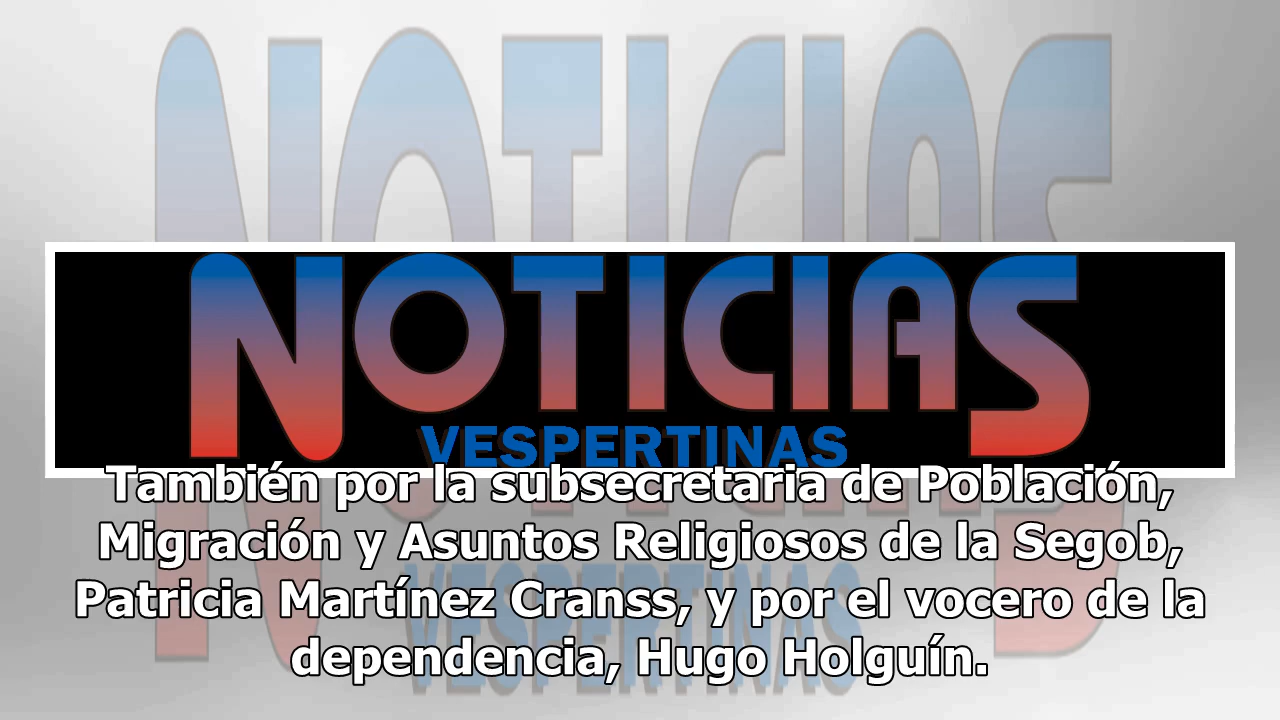 NOTICIAS
VESPERTINAS
También por la subsecretaria de Población,
Migración y Asuntos Religiosos de la Segob,
Patricia Martínez Cranss, y por el vocero de la
dependencia, Hugo Holguín.